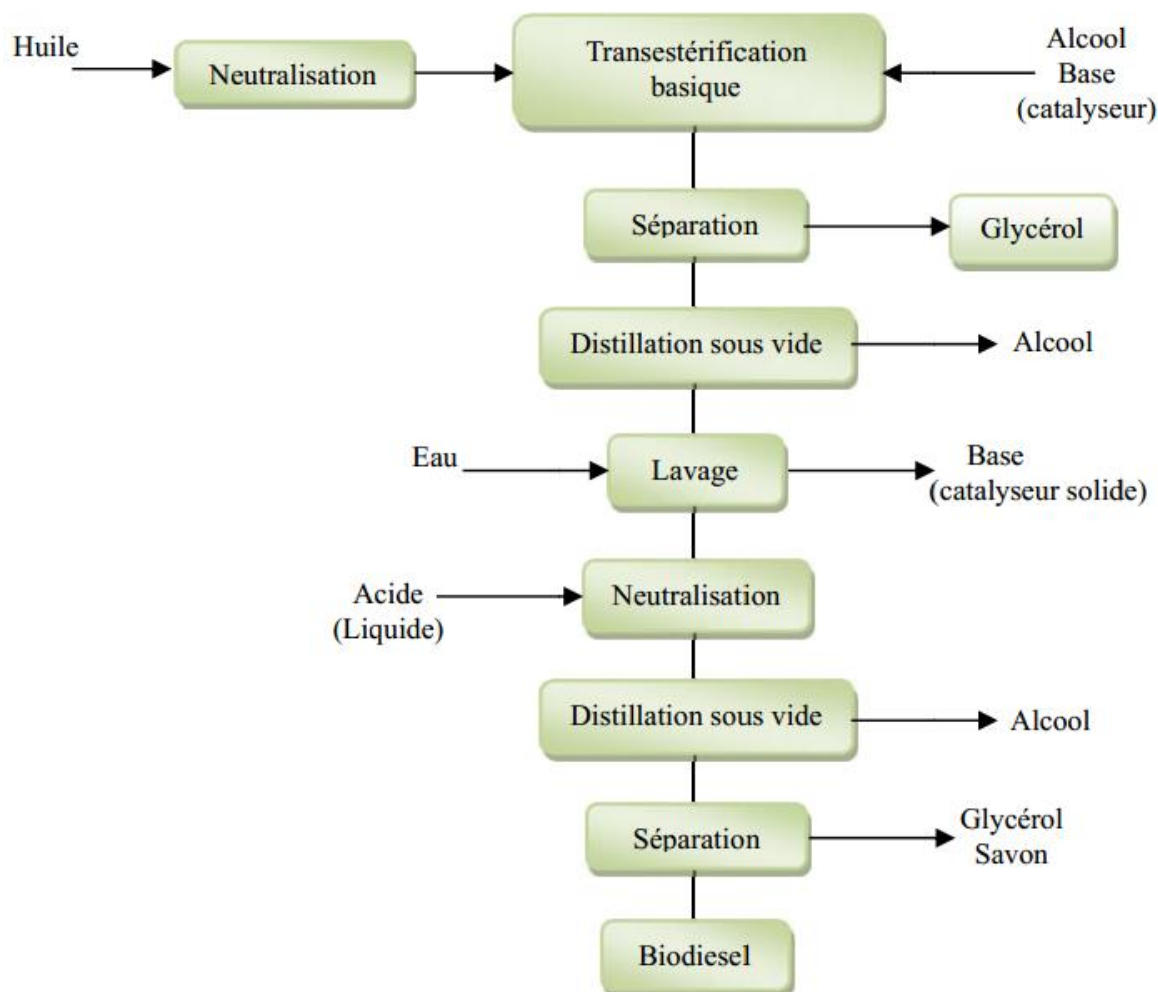 Huile
Neutralisation
Transestérification
basique
Alcool
Base
(catalyseur)
Séparation
Glycérol
Distillation sous vide
Alcool
Eau
Lavage
Base
(catalyseur solide)
Acide
(Liquide)
Neutralisation
Distillation sous vide
Alcool
Séparation
Glycérol
Savon
Biodiesel